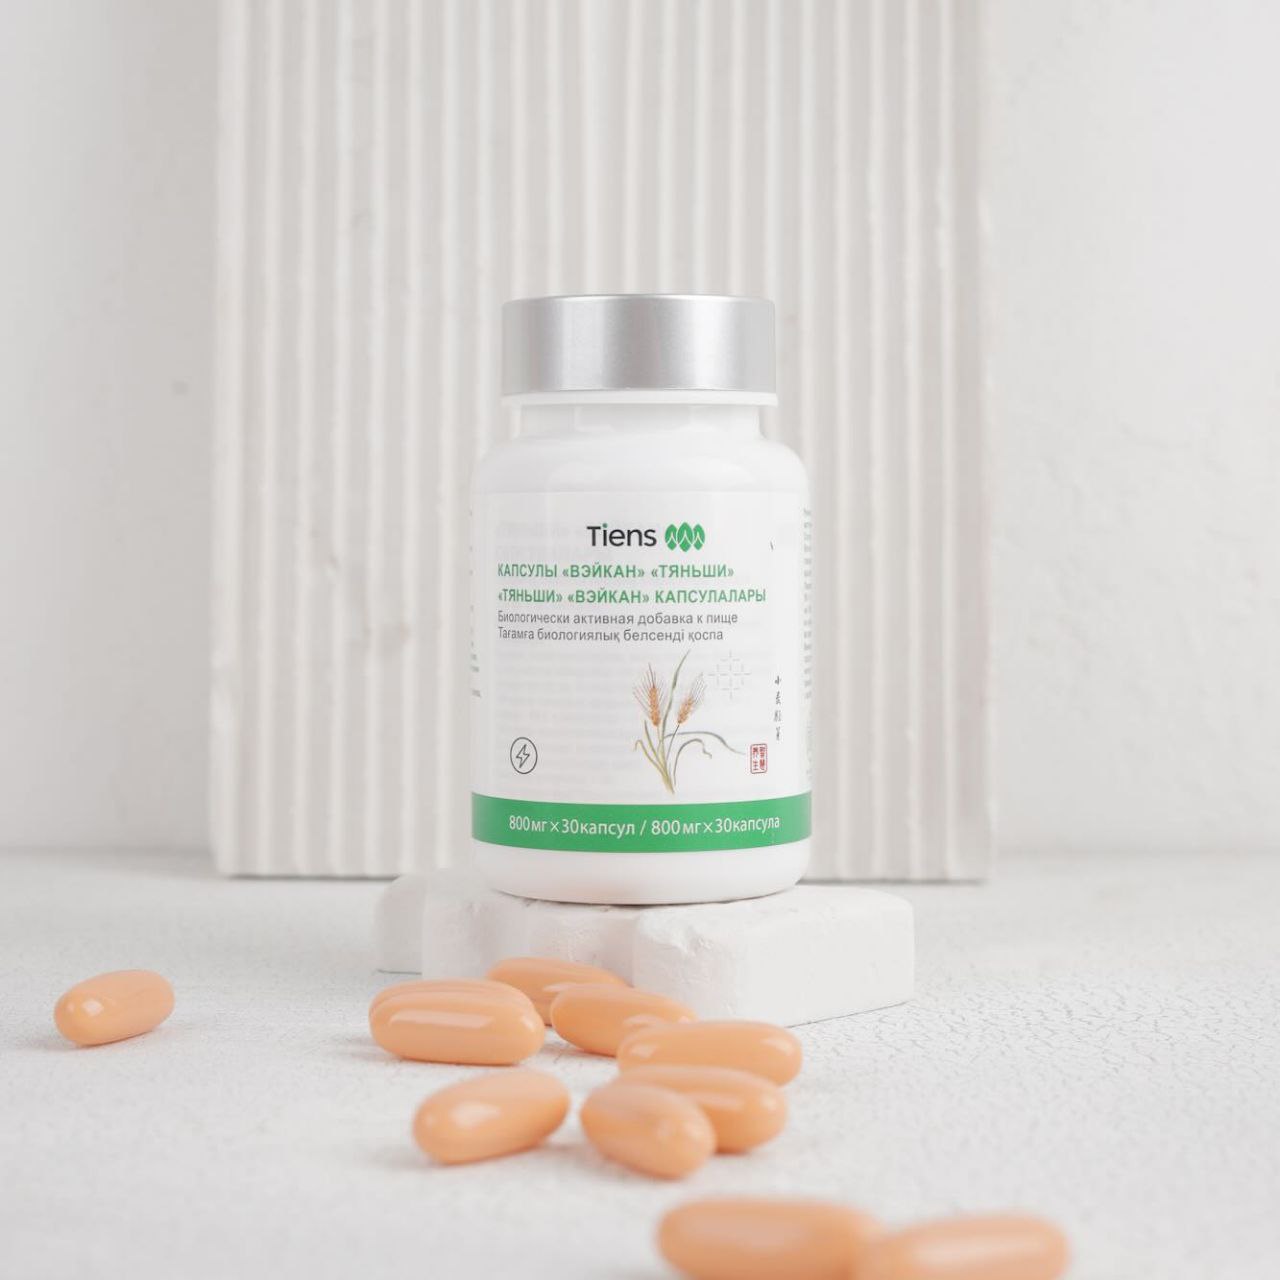 Tiens
КАПСУЛЫ «ВЭЙКАН» «ТЯНЬШИ»
«ТЯНЬШИ» «ВЭЙКАН» КАПСУЛАЛАРЫ
Биологически активная добавка к пище
Тағамға биологиялық белсенді қоспа
800мг×30капсул / 800мг×30капсула